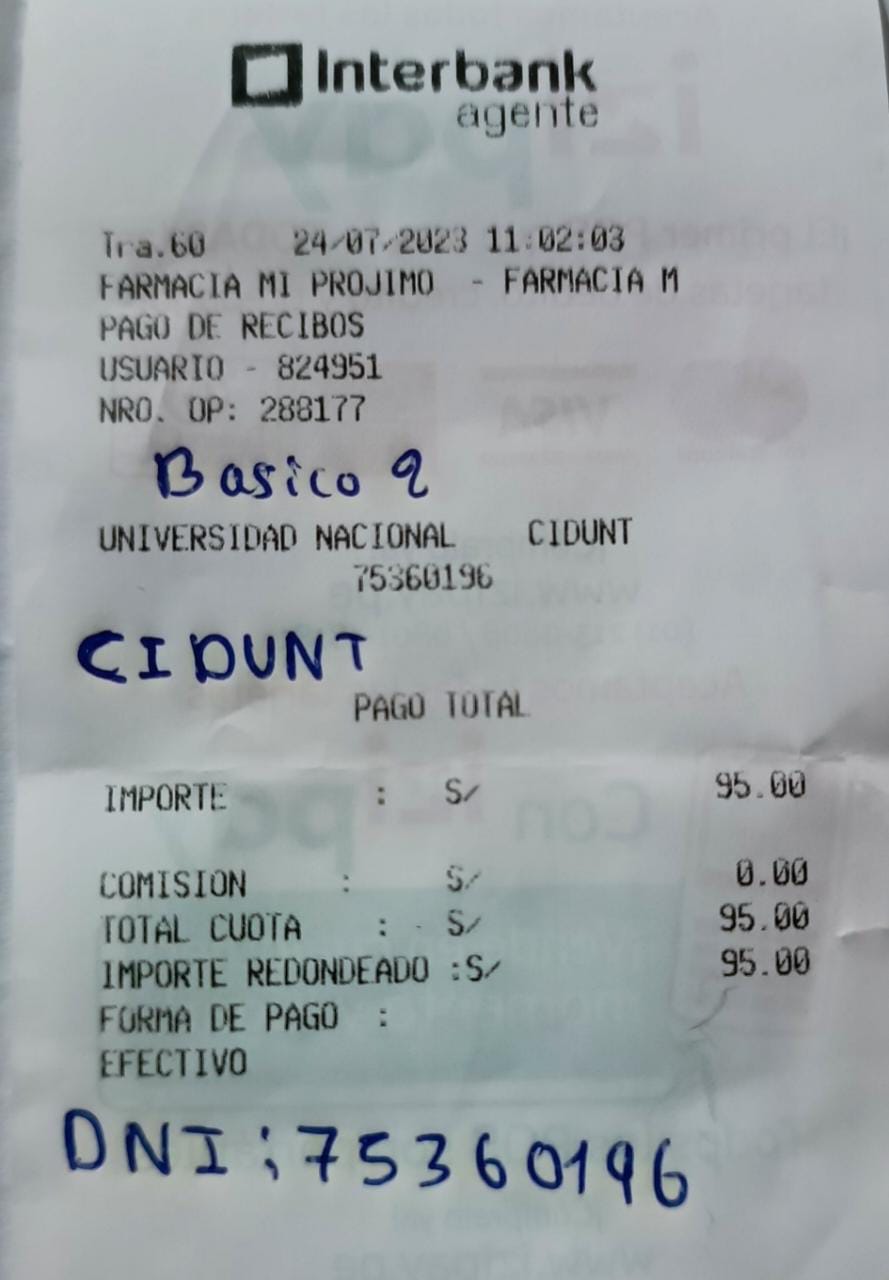 Interbank
agente
Tra.60 24/07/2023 11:02:03
FARMACIA MI PROJIMO - FARMACIA M
PAGO DE RECIBOS
USUARIO - 824951
NRO. OP: 288177
Basico 2
UNIVERSIDAD NACIONAL CIDUNT
75360196
CIDUNT
PAGO TOTAL
IMPORTE : S/ 95.00
COMISION : S/ 0.00
TOTAL CUOTA : S/ 95.00
IMPORTE REDONDEADO :S/ 95.00
FORMA DE PAGO :
EFECTIVO
DNI: 75360196